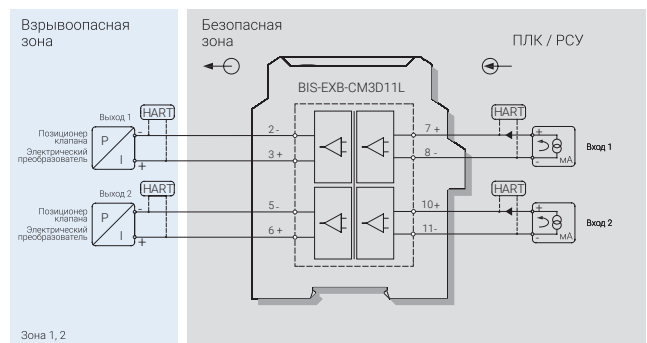 Взрывоопасная
зона
Безопасная
зона
ПЛК / РСУ
BIS-EXB-CM3D11L
Выход 1
HART
HART
Позиционер
клапана
Электрический
преобразователь
P
I
-
+
2 -
3 +
7 +
8 -
+
-
мА
Вход 1
Выход 2
HART
HART
Позиционер
клапана
Электрический
преобразователь
P
I
-
+
5 -
6 +
10 +
11 -
+
-
мА
Вход 2
Зона 1, 2